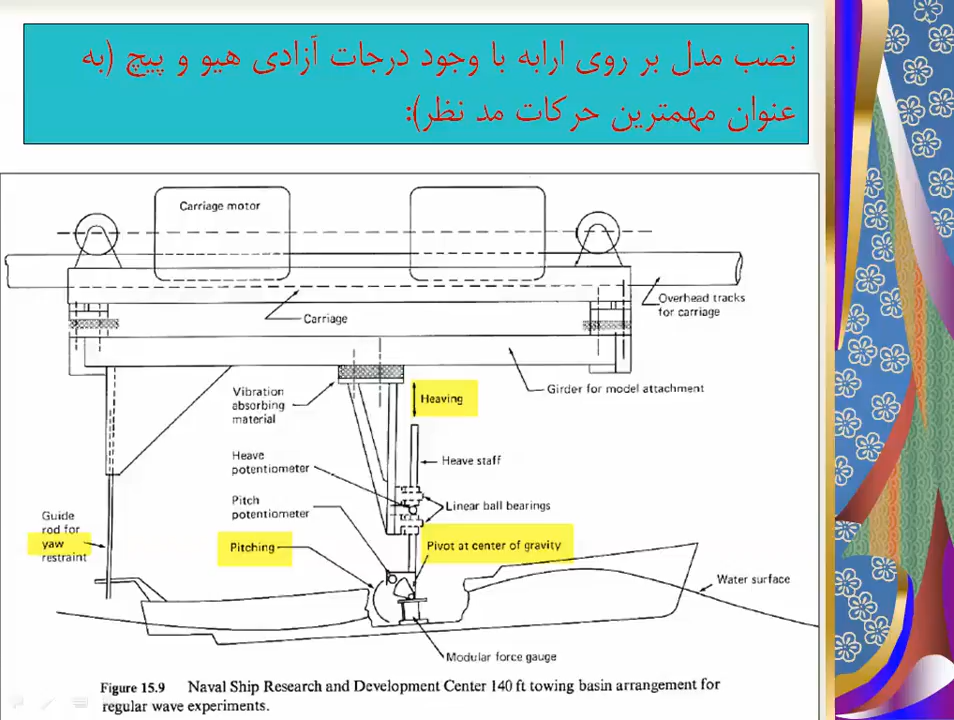 نصب مدل بر روی ارابه با وجود درجات آزادی هیو و پیچ (به
عنوان مهمترین حرکات مد نظر):
Carriage motor
Overhead tracks
for carriage
Carriage
Girder for model attachment
Vibration
absorbing
material
Heaving
Heave
potentiometer
Heave staff
Pitch
potentiometer
Linear ball bearings
Guide
rod for
yaw
restraint
Pitching
Pivot at center of gravity
Water surface
Modular force gauge
Figure 15.9 Naval Ship Research and Development Center 140 ft towing basin arrangement for
regular wave experiments.